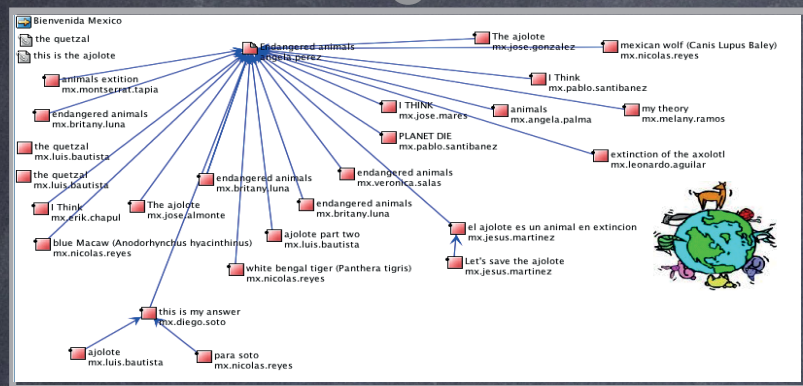 Bienvenida Mexico
the quetzal
this is the ajolote
Endangered animals
angela.perez
The ajolote
mx.jose.gonzalez
mexican wolf (Canis Lupus Baley)
mx.nicolas.reyes
animals extition
mx.montserrat.tapia
I Think
mx.pablo.santibanez
endangered animals
mx.britany.luna
I THINK
mx.jose.mares
animals
mx.angela.palma
my theory
mx.melany.ramos
PLANET DIE
mx.pablo.santibanez
the quetzal
mx.luis.bautista
extinction of the axolotl
mx.leonardo.aguilar
the quetzal
mx.luis.bautista
endangered animals
mx.britany.luna
endangered animals
mx.veronica.salas
I Think
mx.erik.chapul
The ajolote
mx.jose.almonte
endangered animals
mx.britany.luna
blue Macaw (Anodorhynchus hyacinthinus)
mx.nicolas.reyes
ajolote part two
mx.luis.bautista
el ajolote es un animal en extincion
mx.jesus.martinez
white bengal tiger (Panthera tigris)
mx.nicolas.reyes
Let's save the ajolote
mx.jesus.martinez
this is my answer
mx.diego.soto
ajolote
mx.luis.bautista
para soto
mx.nicolas.reyes